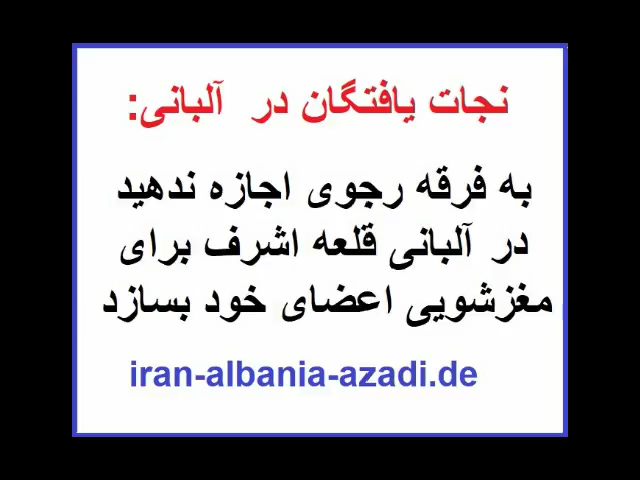 نجات یافتگان در آلبانی:
به فرقه رجوی اجازه ندهید
در آلبانی قلعه اشرف برای
مغزشویی اعضای خود بسازد
iran-albania-azadi.de